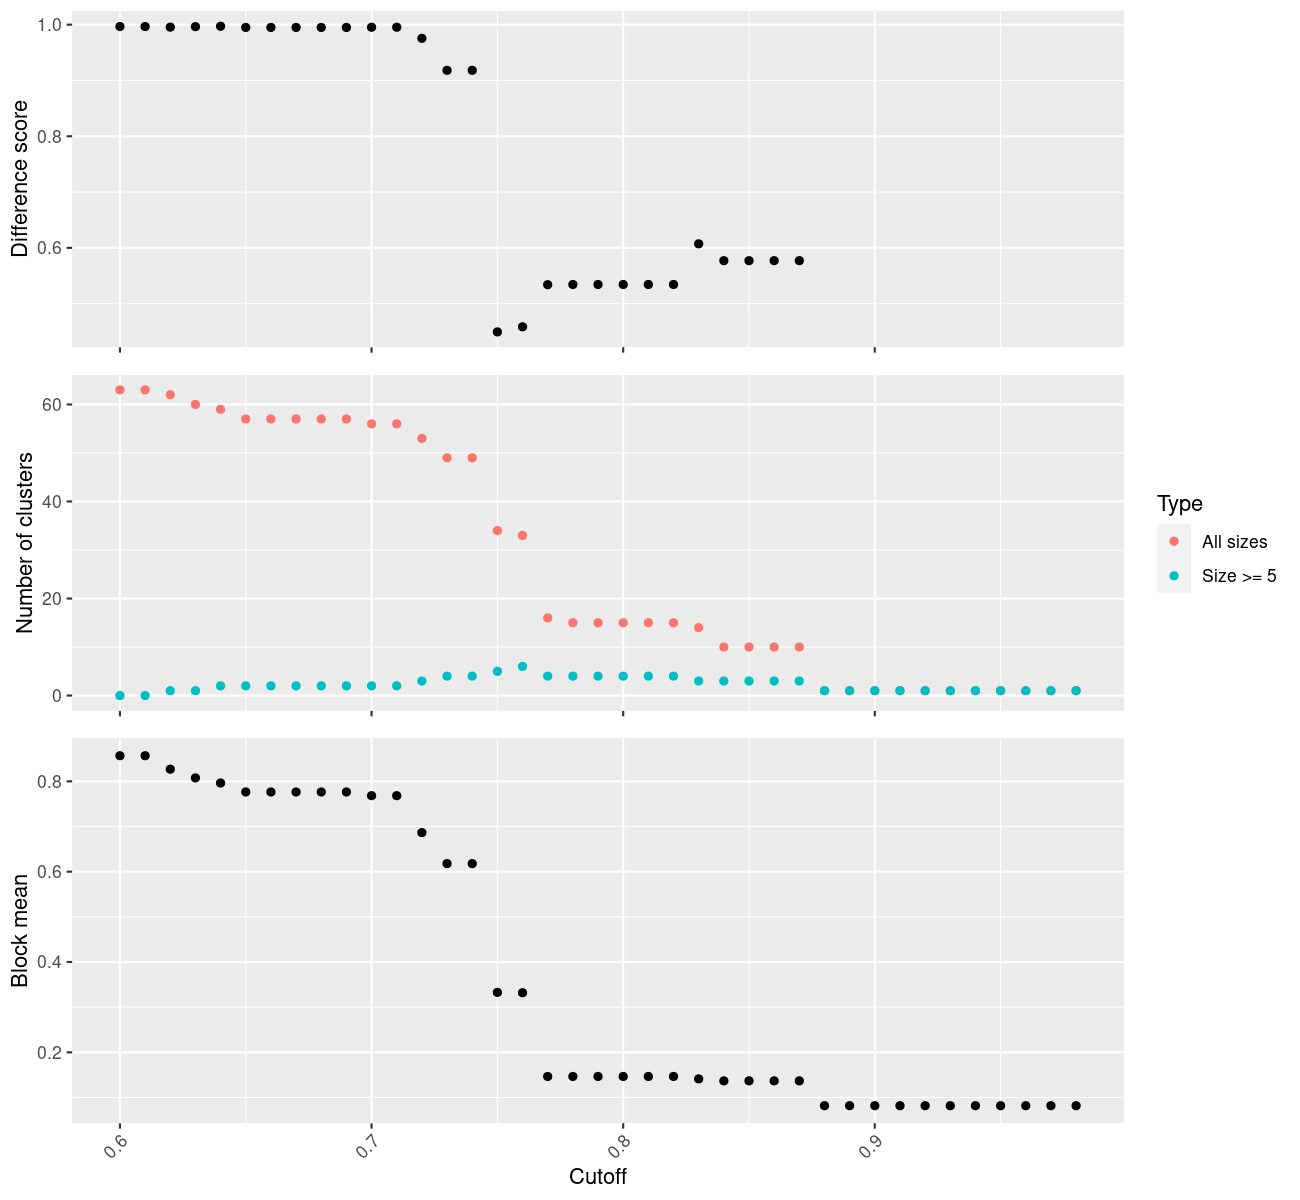 Difference score
1.0
0.8
0.6
Number of clusters
60
40
20
0
Type
All sizes
Size >= 5
Block mean
0.8
0.6
0.4
0.2
0.6
0.7
0.8
0.9
Cutoff